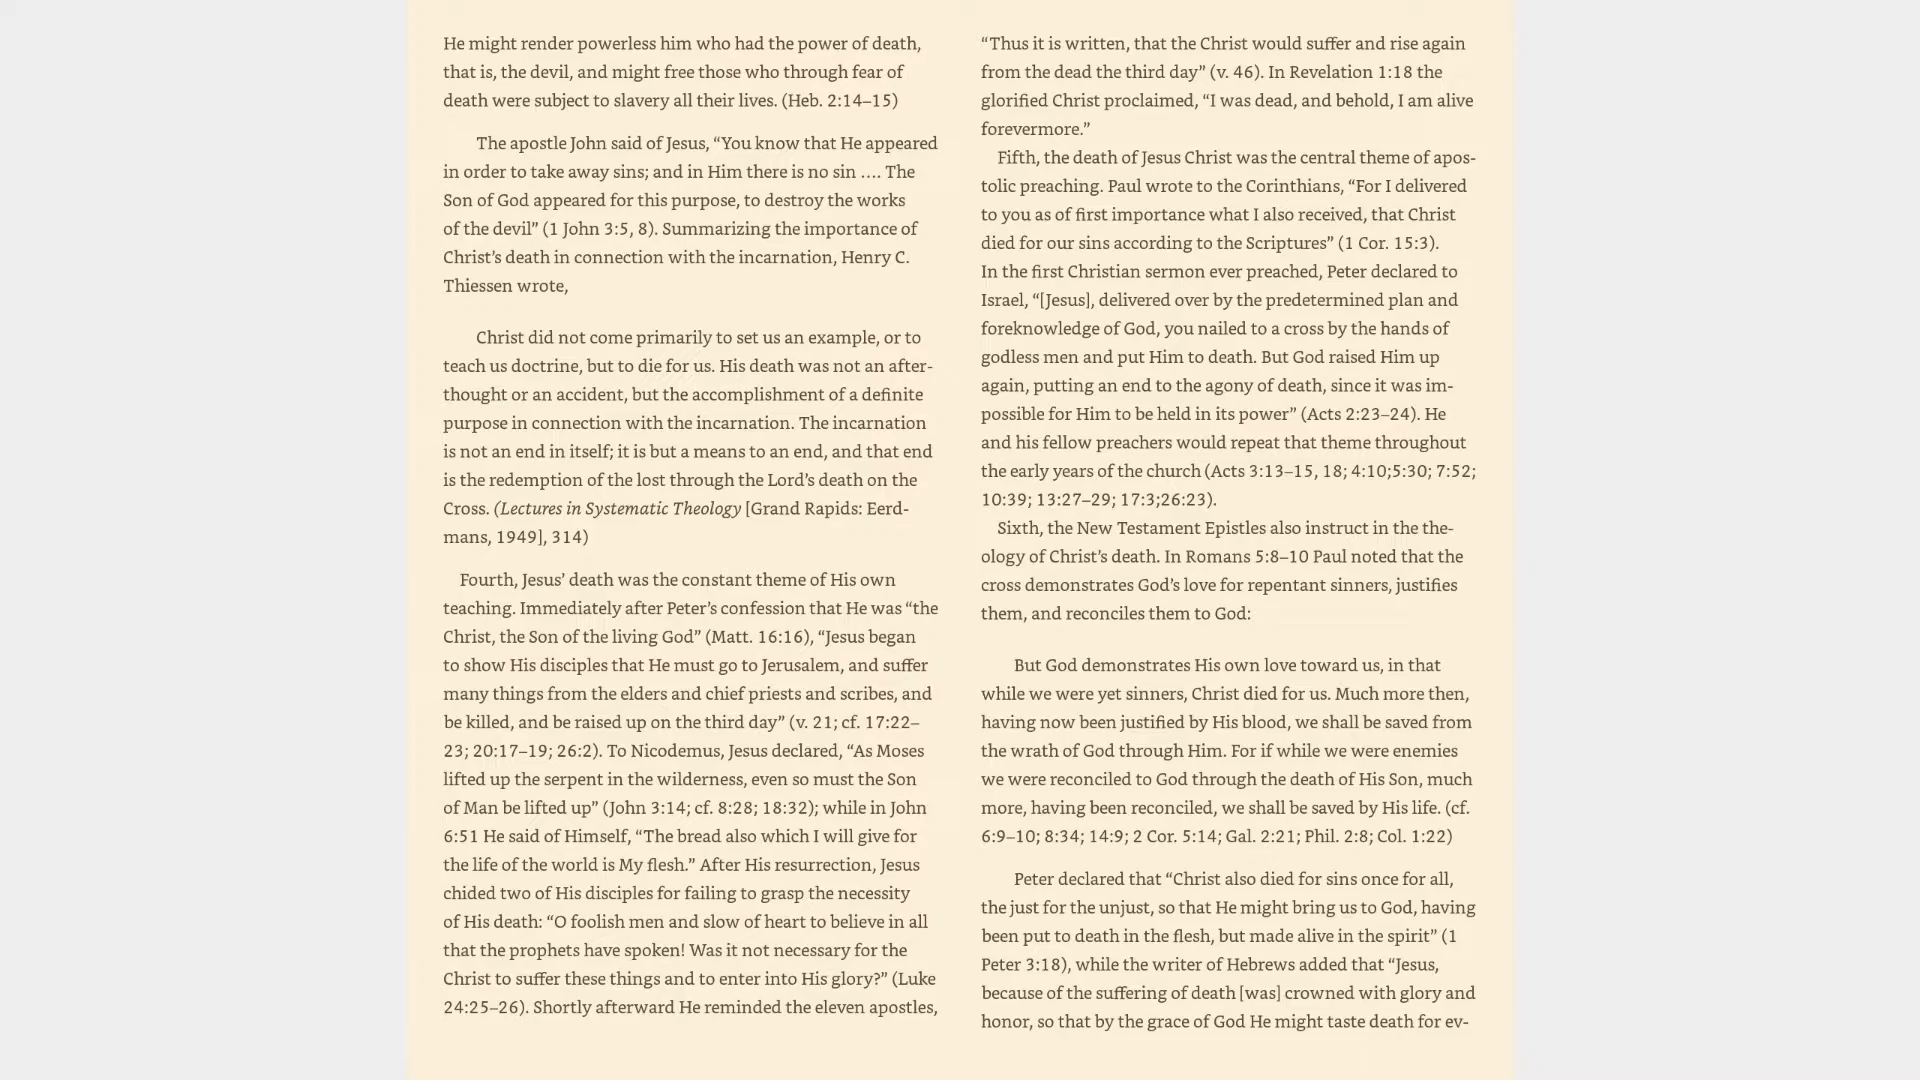 He might render powerless him who had the power of death,
that is, the devil, and might free those who through fear of
death were subject to slavery all their lives. (Heb. 2:14–15)
The apostle John said of Jesus, “You know that He appeared
in order to take away sins; and in Him there is no sin …. The
Son of God appeared for this purpose, to destroy the works
of the devil” (1 John 3:5, 8). Summarizing the importance of
Christ’s death in connection with the incarnation, Henry C.
Thiessen wrote,
Christ did not come primarily to set us an example, or to
teach us doctrine, but to die for us. His death was not an after-
thought or an accident, but the accomplishment of a definite
purpose in connection with the incarnation. The incarnation
is not an end in itself; it is but a means to an end, and that end
is the redemption of the lost through the Lord’s death on the
Cross. (Lectures in Systematic Theology [Grand Rapids: Eerd-
mans, 1949], 314)
Fourth, Jesus’ death was the constant theme of His own
teaching. Immediately after Peter’s confession that He was “the
Christ, the Son of the living God” (Matt. 16:16), “Jesus began
to show His disciples that He must go to Jerusalem, and suffer
many things from the elders and chief priests and scribes, and
be killed, and be raised up on the third day” (v. 21; cf. 17:22–
23; 20:17–19; 26:2). To Nicodemus, Jesus declared, “As Moses
lifted up the serpent in the wilderness, even so must the Son
of Man be lifted up” (John 3:14; cf. 8:28; 18:32); while in John
6:51 He said of Himself, “The bread also which I will give for
the life of the world is My flesh.” After His resurrection, Jesus
chided two of His disciples for failing to grasp the necessity
of His death: “O foolish men and slow of heart to believe in all
that the prophets have spoken! Was it not necessary for the
Christ to suffer these things and to enter into His glory?” (Luke
24:25–26). Shortly afterward He reminded the eleven apostles,
“Thus it is written, that the Christ would suffer and rise again
from the dead the third day” (v. 46). In Revelation 1:18 the
glorified Christ proclaimed, “I was dead, and behold, I am alive
forevermore.”
Fifth, the death of Jesus Christ was the central theme of apos-
tolic preaching. Paul wrote to the Corinthians, “For I delivered
to you as of first importance what I also received, that Christ
died for our sins according to the Scriptures” (1 Cor. 15:3).
In the first Christian sermon ever preached, Peter declared to
Israel, “[Jesus], delivered over by the predetermined plan and
foreknowledge of God, you nailed to a cross by the hands of
godless men and put Him to death. But God raised Him up
again, putting an end to the agony of death, since it was im-
possible for Him to be held in its power” (Acts 2:23–24). He
and his fellow preachers would repeat that theme throughout
the early years of the church (Acts 3:13–15, 18; 4:10;5:30; 7:52;
10:39; 13:27–29; 17:3;26:23).
Sixth, the New Testament Epistles also instruct in the the-
ology of Christ’s death. In Romans 5:8–10 Paul noted that the
cross demonstrates God’s love for repentant sinners, justifies
them, and reconciles them to God:
But God demonstrates His own love toward us, in that
while we were yet sinners, Christ died for us. Much more then,
having now been justified by His blood, we shall be saved from
the wrath of God through Him. For if while we were enemies
we were reconciled to God through the death of His Son, much
more, having been reconciled, we shall be saved by His life. (cf.
6:9–10; 8:34; 14:9; 2 Cor. 5:14; Gal. 2:21; Phil. 2:8; Col. 1:22)
Peter declared that “Christ also died for sins once for all,
the just for the unjust, so that He might bring us to God, having
been put to death in the flesh, but made alive in the spirit” (1
Peter 3:18), while the writer of Hebrews added that “Jesus,
because of the suffering of death [was] crowned with glory and
honor, so that by the grace of God He might taste death for ev-